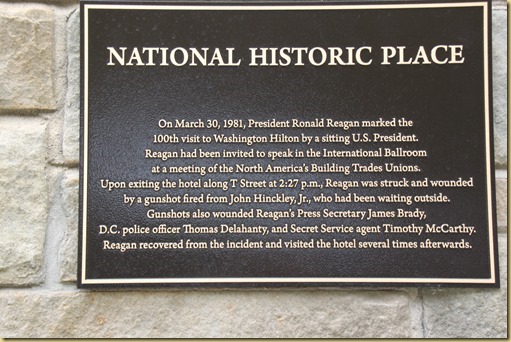 NATIONAL HISTORIC PLACE
On March 30, 1981, President Ronald Reagan marked the
100th visit to Washington Hilton by a sitting U.S. President.
Reagan had been invited to speak in the International Ballroom
at a meeting of the North America's Building Trades Unions.
Upon exiting the hotel along T Street at 2:27 p.m., Reagan was struck and wounded
by a gunshot fired from John Hinckley, Jr., who had been waiting outside.
Gunshots also wounded Reagan's Press Secretary James Brady,
D.C. police officer Thomas Delahanty, and Secret Service agent Timothy McCarthy.
Reagan recovered from the incident and visited the hotel several times afterwards.